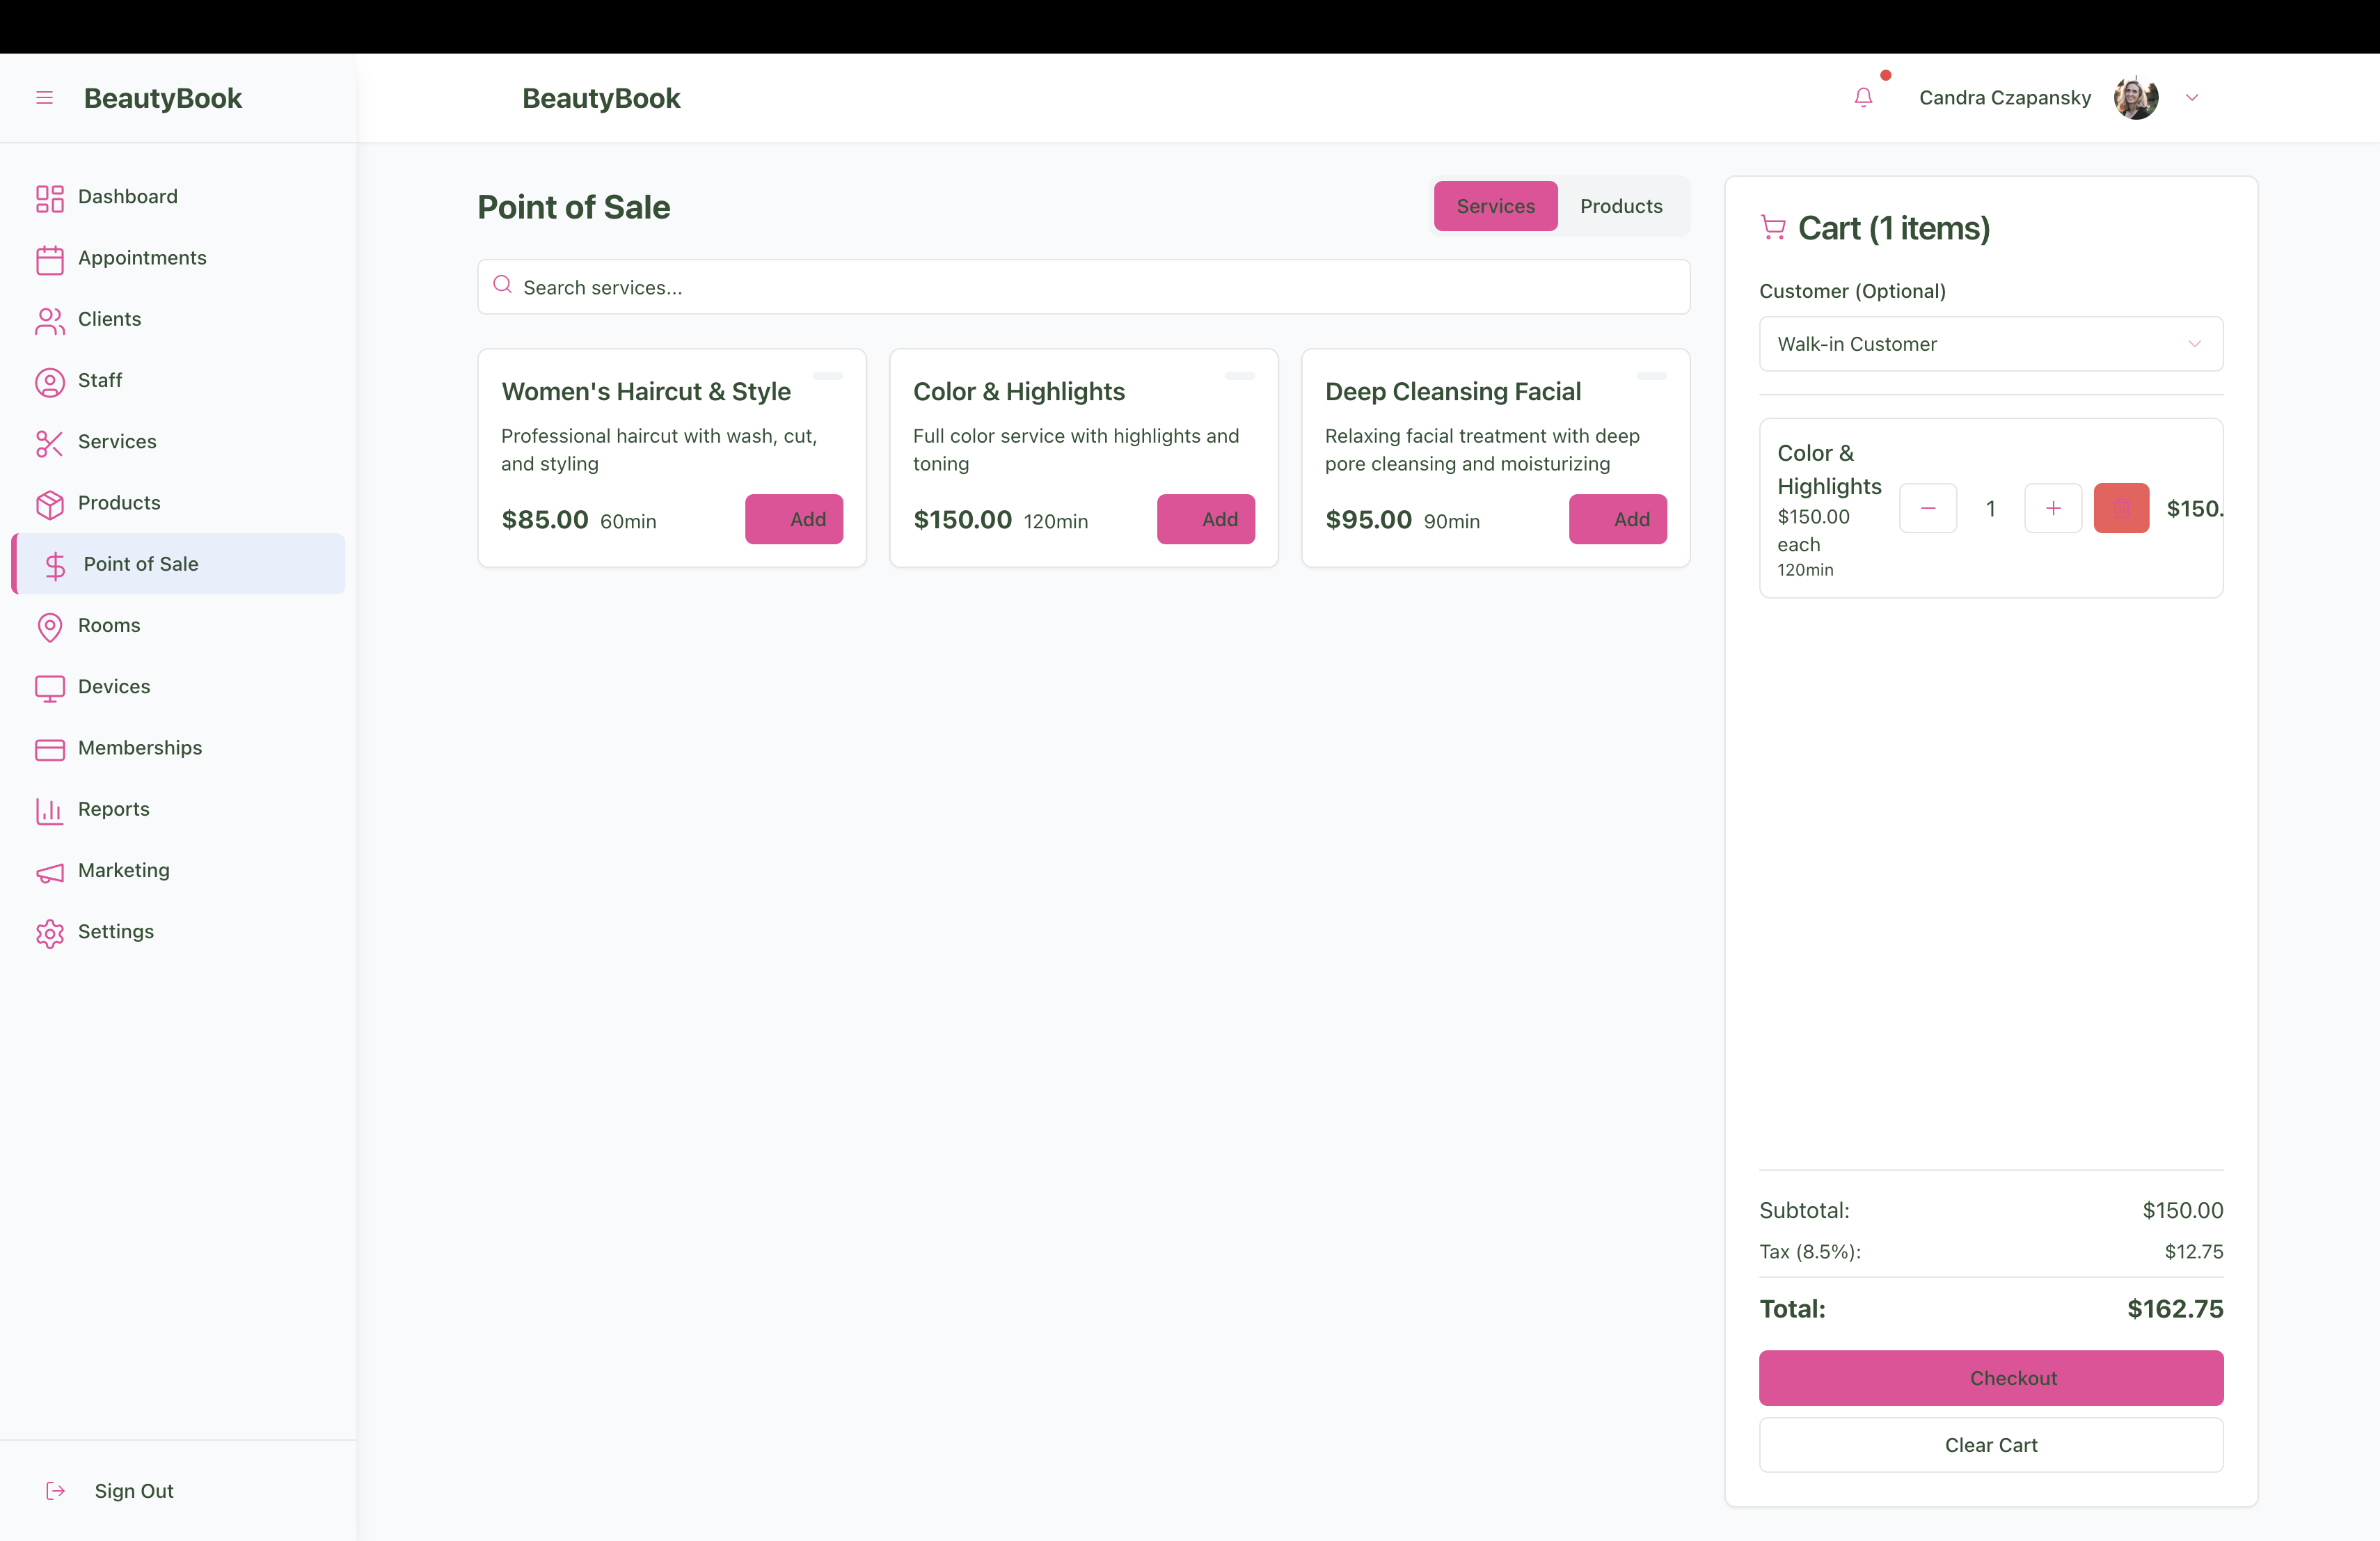 BeautyBook
BeautyBook
Candra Czapansky
Dashboard
Appointments
Clients
Staff
Services
Products
Point of Sale
Rooms
Devices
Memberships
Reports
Marketing
Settings
Sign Out
Point of Sale
Services
Products
Search services...
Women's Haircut & Style
Professional haircut with wash, cut,
and styling
$85.00 60min
Add
Color & Highlights
Full color service with highlights and
toning
$150.00 120min
Add
Deep Cleansing Facial
Relaxing facial treatment with deep
pore cleansing and moisturizing
$95.00 90min
Add
Cart (1 items)
Customer (Optional)
Walk-in Customer
Color &
Highlights
$150.00
each
120min
1
$150.
Subtotal: $150.00
Tax (8.5%): $12.75
Total: $162.75
Checkout
Clear Cart